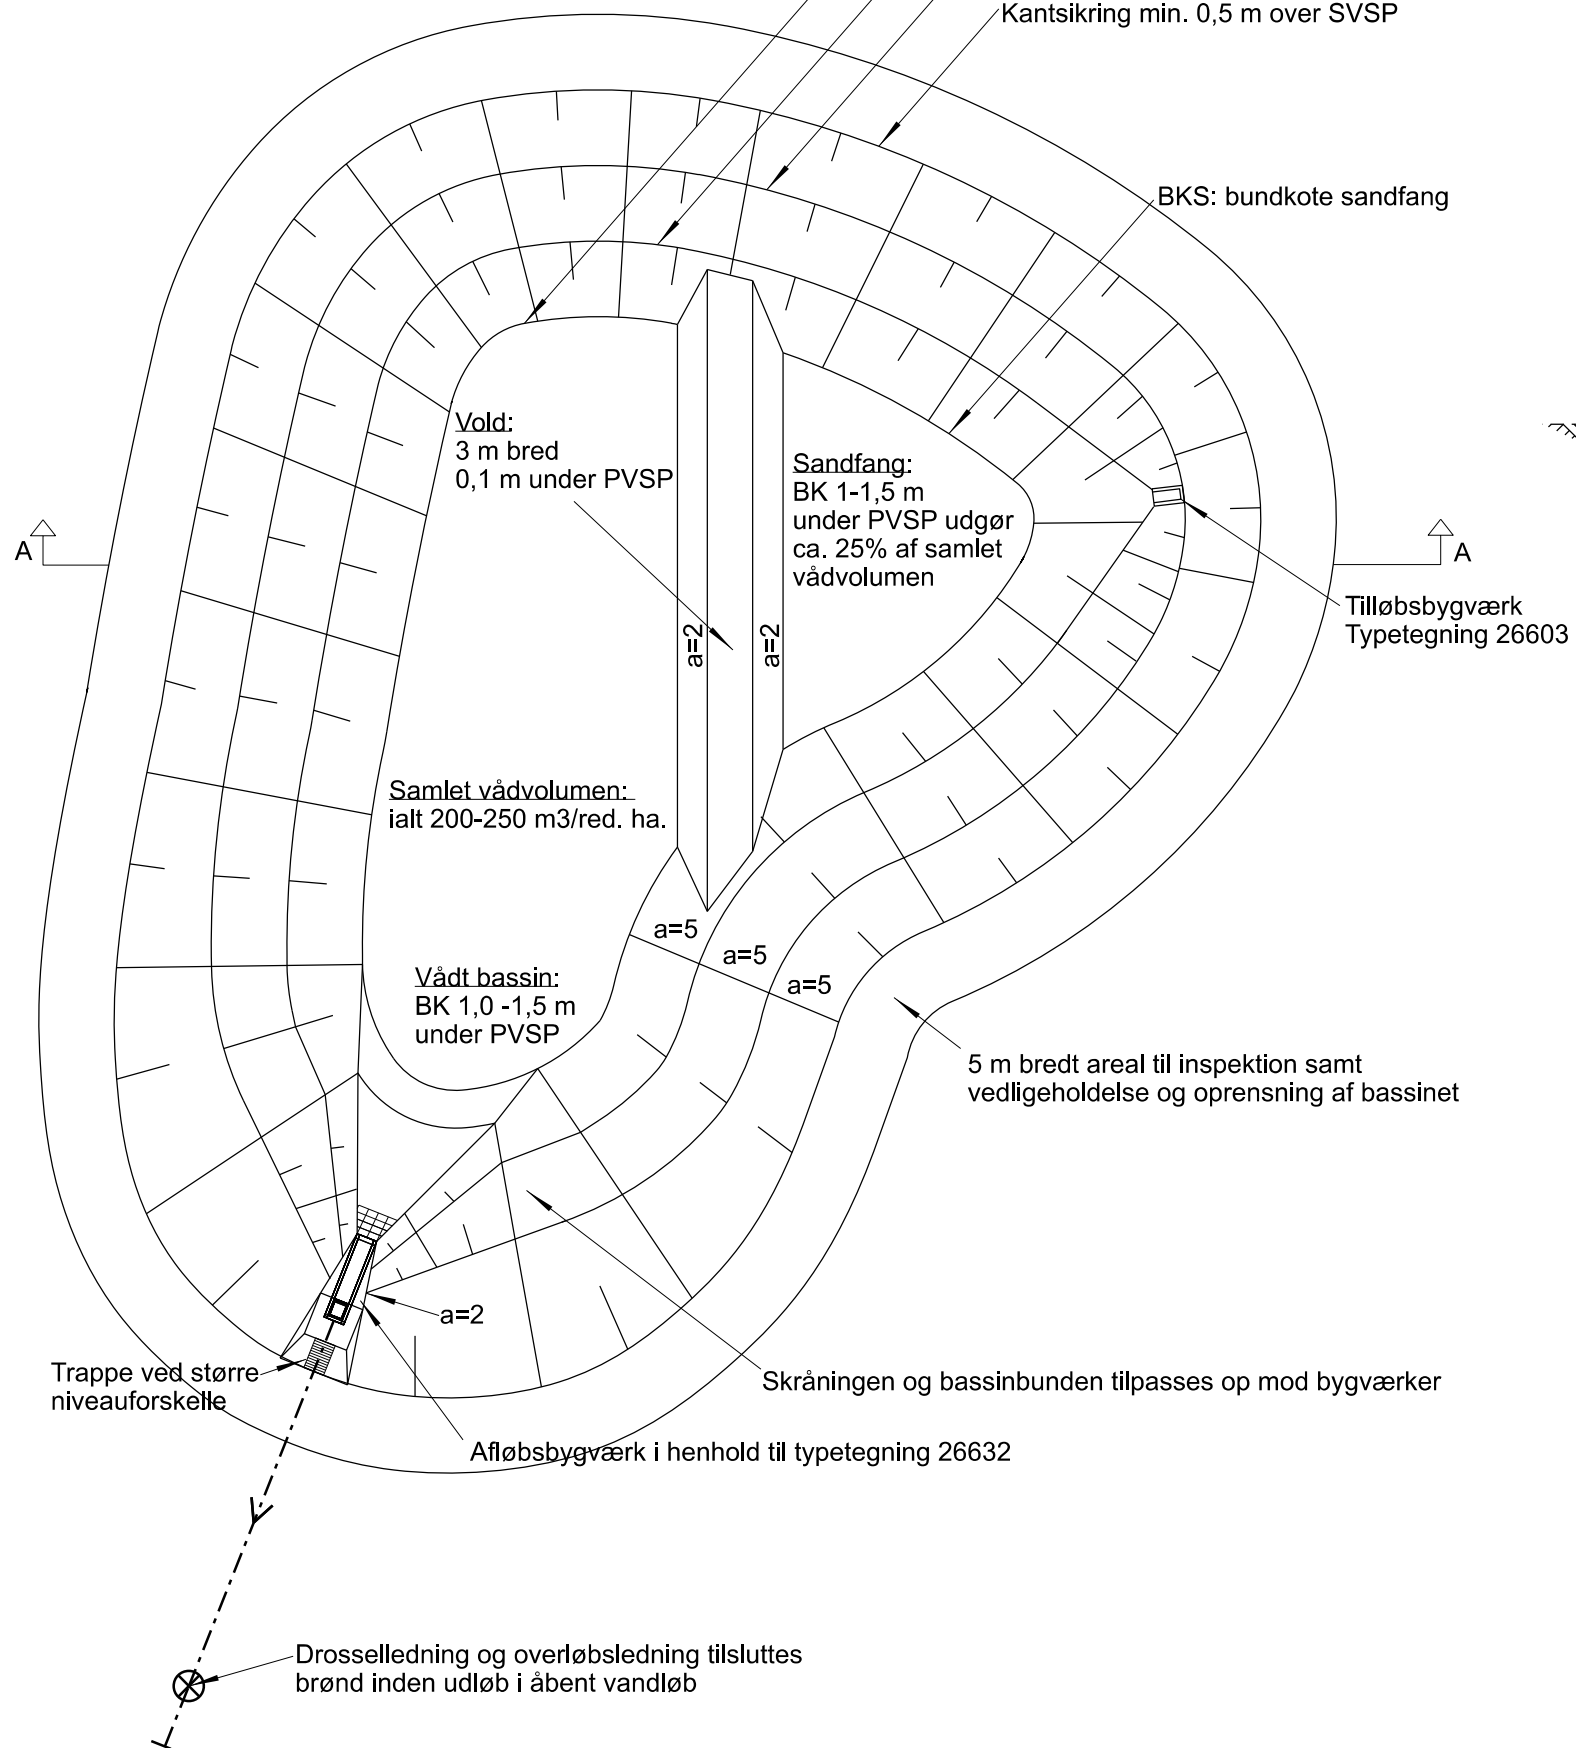 Kantsikring min. 0,5 m over SVSP
BKS: bundkote sandfang
Vold:
3 m bred
0,1 m under PVSP
Sandfang:
BK 1-1,5 m
under PVSP udgør
ca. 25% af samlet
vådvolumen
A
A
Tilløbsbygværk
Typetegning 26603
a=2
a=2
Samlet vådvolumen:
ialt 200-250 m3/red. ha.
a=5
a=5
a=5
Vådt bassin:
BK 1,0 -1,5 m
under PVSP
5 m bredt areal til inspektion samt
vedligeholdelse og oprensning af bassinet
a=2
Trappe ved større
niveauforskelle
Skråningen og bassinbunden tilpasses op mod bygværker
Afløbsbygværk i henhold til typetegning 26632
Drosselledning og overløbsledning tilsluttes
brønd inden udløb i åbent vandløb